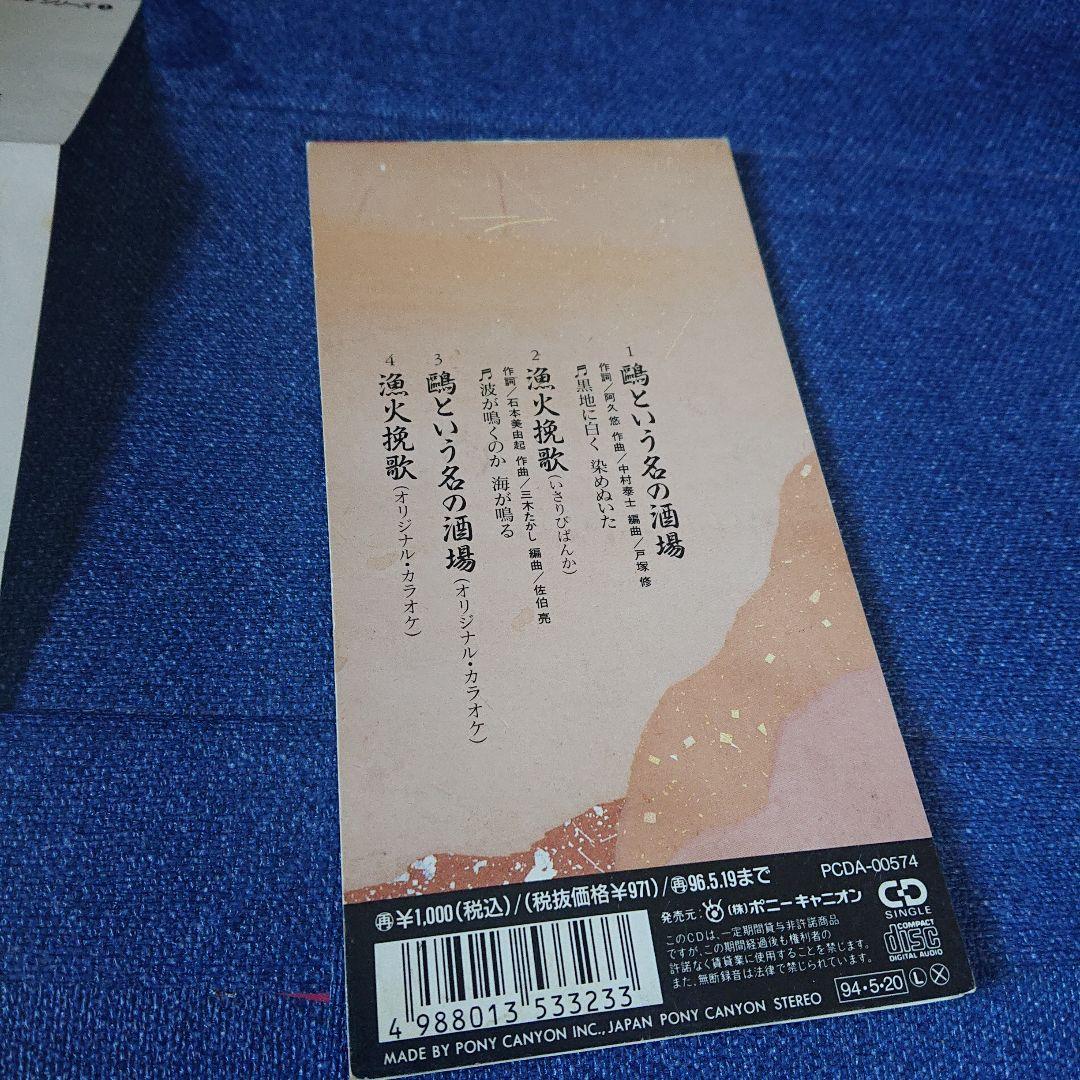 1 鷗という名の酒場
作詞/阿久 悠 作曲/中村泰士 編曲/戸塚 修
♬黒地に白く 染めぬいた
2 漁火挽歌(いさりびばんか)
作詞/石本美由起 作曲/三木たかし 編曲/佐伯 亮
♬波が鳴くのか 海が鳴る
3 鷗という名の酒場(オリジナル・カラオケ)
4 漁火挽歌(オリジナル・カラオケ)
PCDA-00574
再¥1,000(税込)/(税抜価格¥971)/再96.5.19まで
発売元:(株)ポニーキャニオン
このCDは、一定期間貸与非許諾商品
ですが、この期間経過後も権利者の
許諾なく賃貸業に使用することを禁じます。
また、無断録音は法律で禁じられています。
CD
SINGLE
COMPACT
disc
DIGITAL AUDIO
94・5・20 L X
4 988013 533233
MADE BY PONY CANYON INC., JAPAN PONY CANYON STEREO